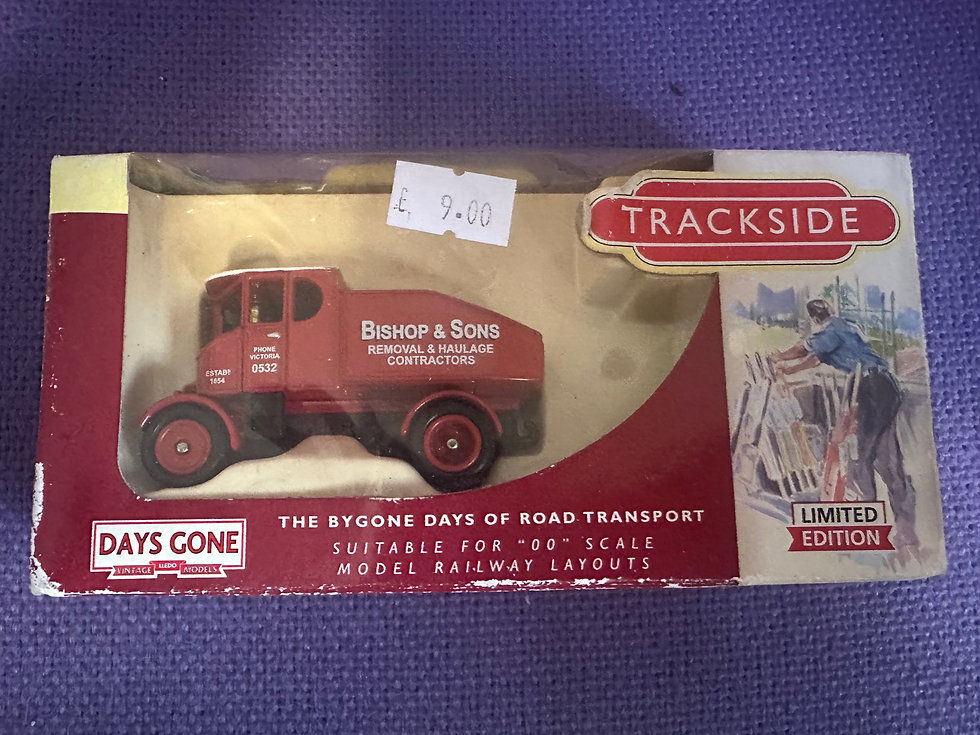 £ 9.00
TRACKSIDE
BISHOP & SONS
REMOVAL & HAULAGE
CONTRACTORS
PHONE
VICTORIA
0532
ESTABD
1854
THE BYGONE DAYS OF ROAD TRANSPORT
SUITABLE FOR "00" SCALE
MODEL RAILWAY LAYOUTS
DAYS GONE
VINTAGE LLEDO MODELS
LIMITED
EDITION